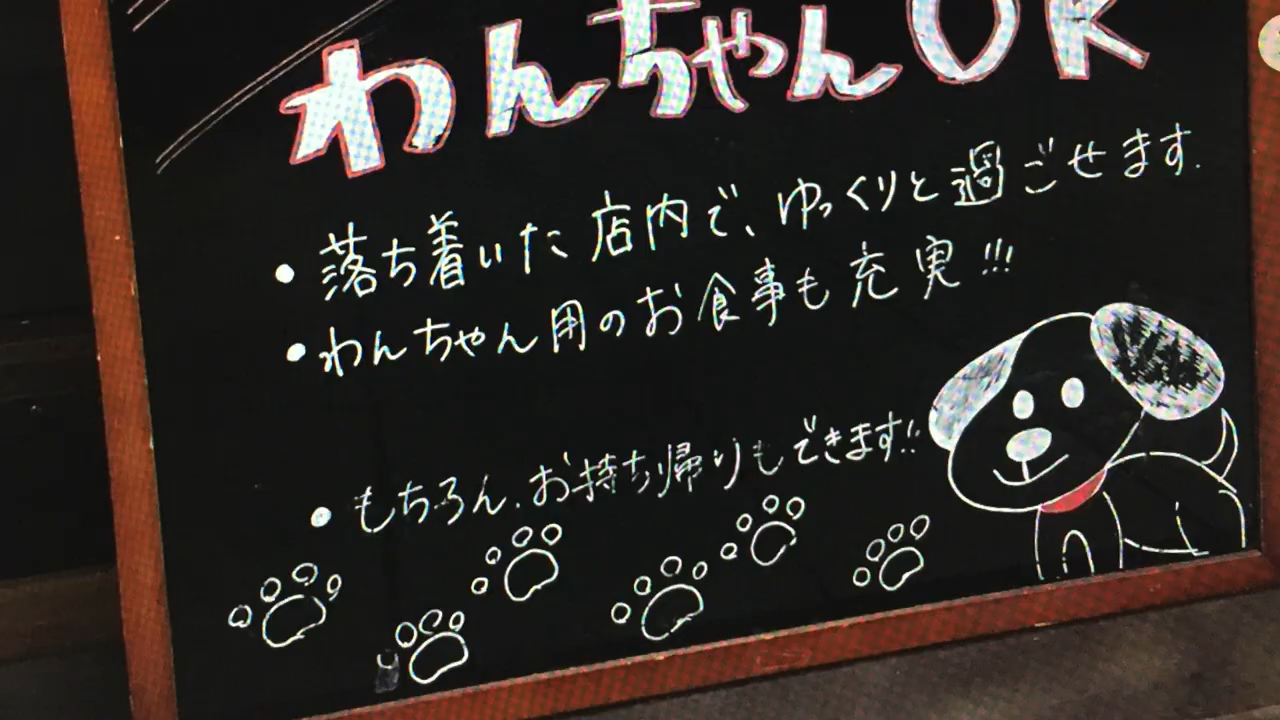 わんちゃんOK
・落ち着いた店内で、ゆっくりと過ごせます.
・わんちゃん用のお食事も充実!!!
・もちろん、お持ち帰りもできます!!